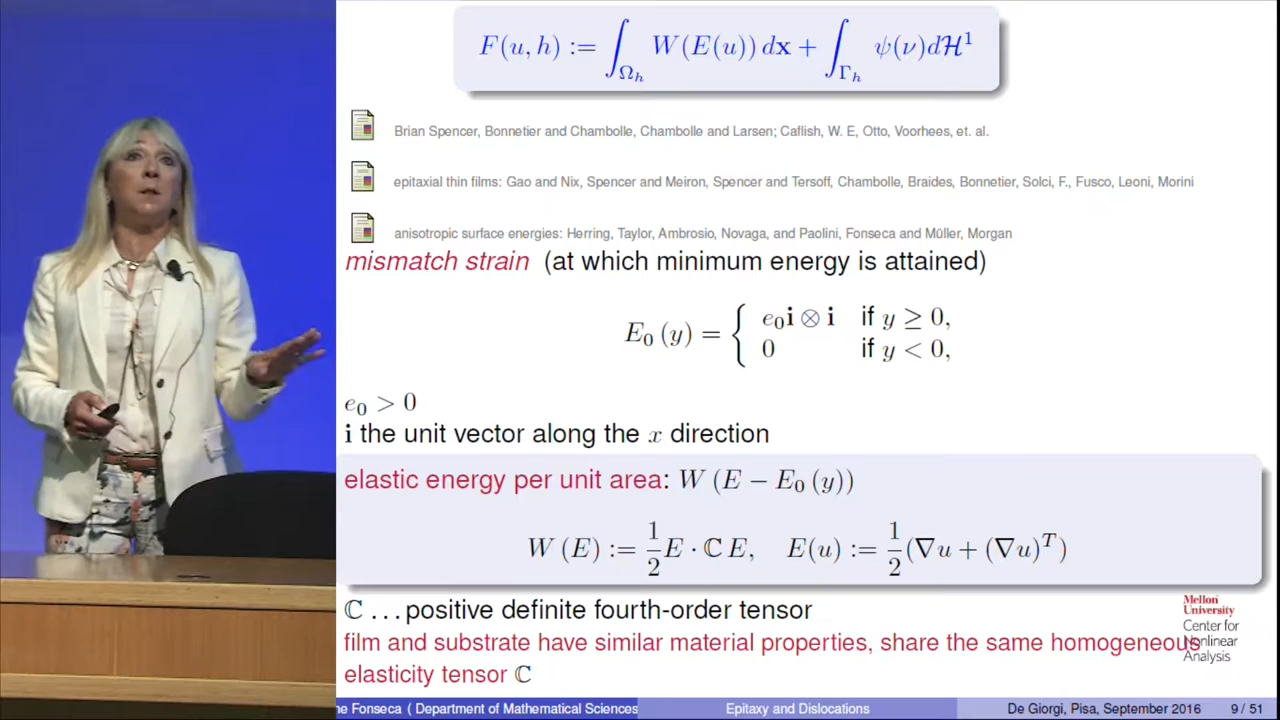 F(u, h) := ∫_{Ω_h} W(E(u)) dx + ∫_{Γ_h} ψ(ν)dℋ¹
Brian Spencer, Bonnetier and Chambolle, Chambolle and Larsen; Caflish, W. E, Otto, Voorhees, et. al.
epitaxial thin films: Gao and Nix, Spencer and Meiron, Spencer and Tersoff, Chambolle, Braides, Bonnetier, Solci, F., Fusco, Leoni, Morini
anisotropic surface energies: Herring, Taylor, Ambrosio, Novaga, and Paolini, Fonseca and Müller, Morgan
mismatch strain (at which minimum energy is attained)
E₀ (y) = { e₀i ⊗ i if y ≥ 0,
0 if y < 0,
e₀ > 0
i the unit vector along the x direction
elastic energy per unit area: W (E − E₀ (y))
W (E) := 1/2 E · ℂ E, E(u) := 1/2 (∇u + (∇u)ᵀ)
ℂ ... positive definite fourth-order tensor
film and substrate have similar material properties, share the same homogeneous
elasticity tensor ℂ
Mellon
University
Center for
Nonlinear
Analysis
ne Fonseca ( Department of Mathematical Sciences Epitaxy and Dislocations De Giorgi, Pisa, September 2016 9 / 51